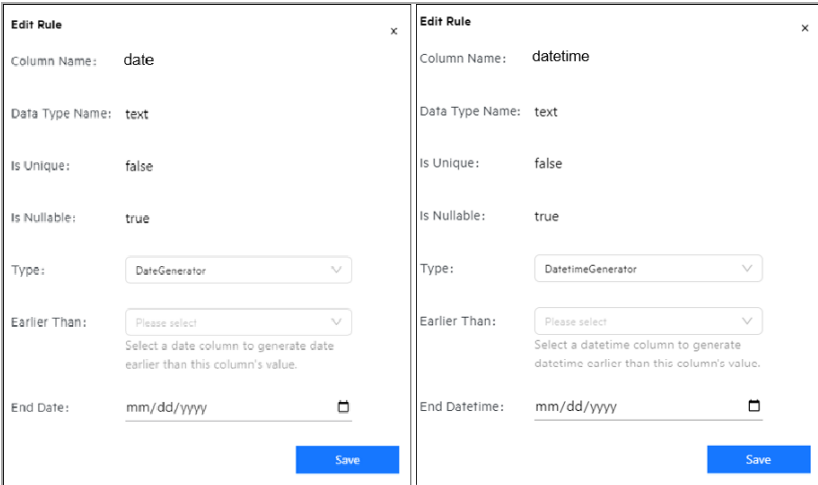 Edit Rule
x
Column Name: date
Data Type Name: text
Is Unique: false
Is Nullable: true
Type: DateGenerator
Earlier Than: Please select
Select a date column to generate date
earlier than this column's value.
End Date: mm/dd/yyyy
Save
Edit Rule
x
Column Name: datetime
Data Type Name: text
Is Unique: false
Is Nullable: true
Type: DatetimeGenerator
Earlier Than: Please select
Select a datetime column to generate
datetime earlier than this column's value.
End Datetime: mm/dd/yyyy
Save